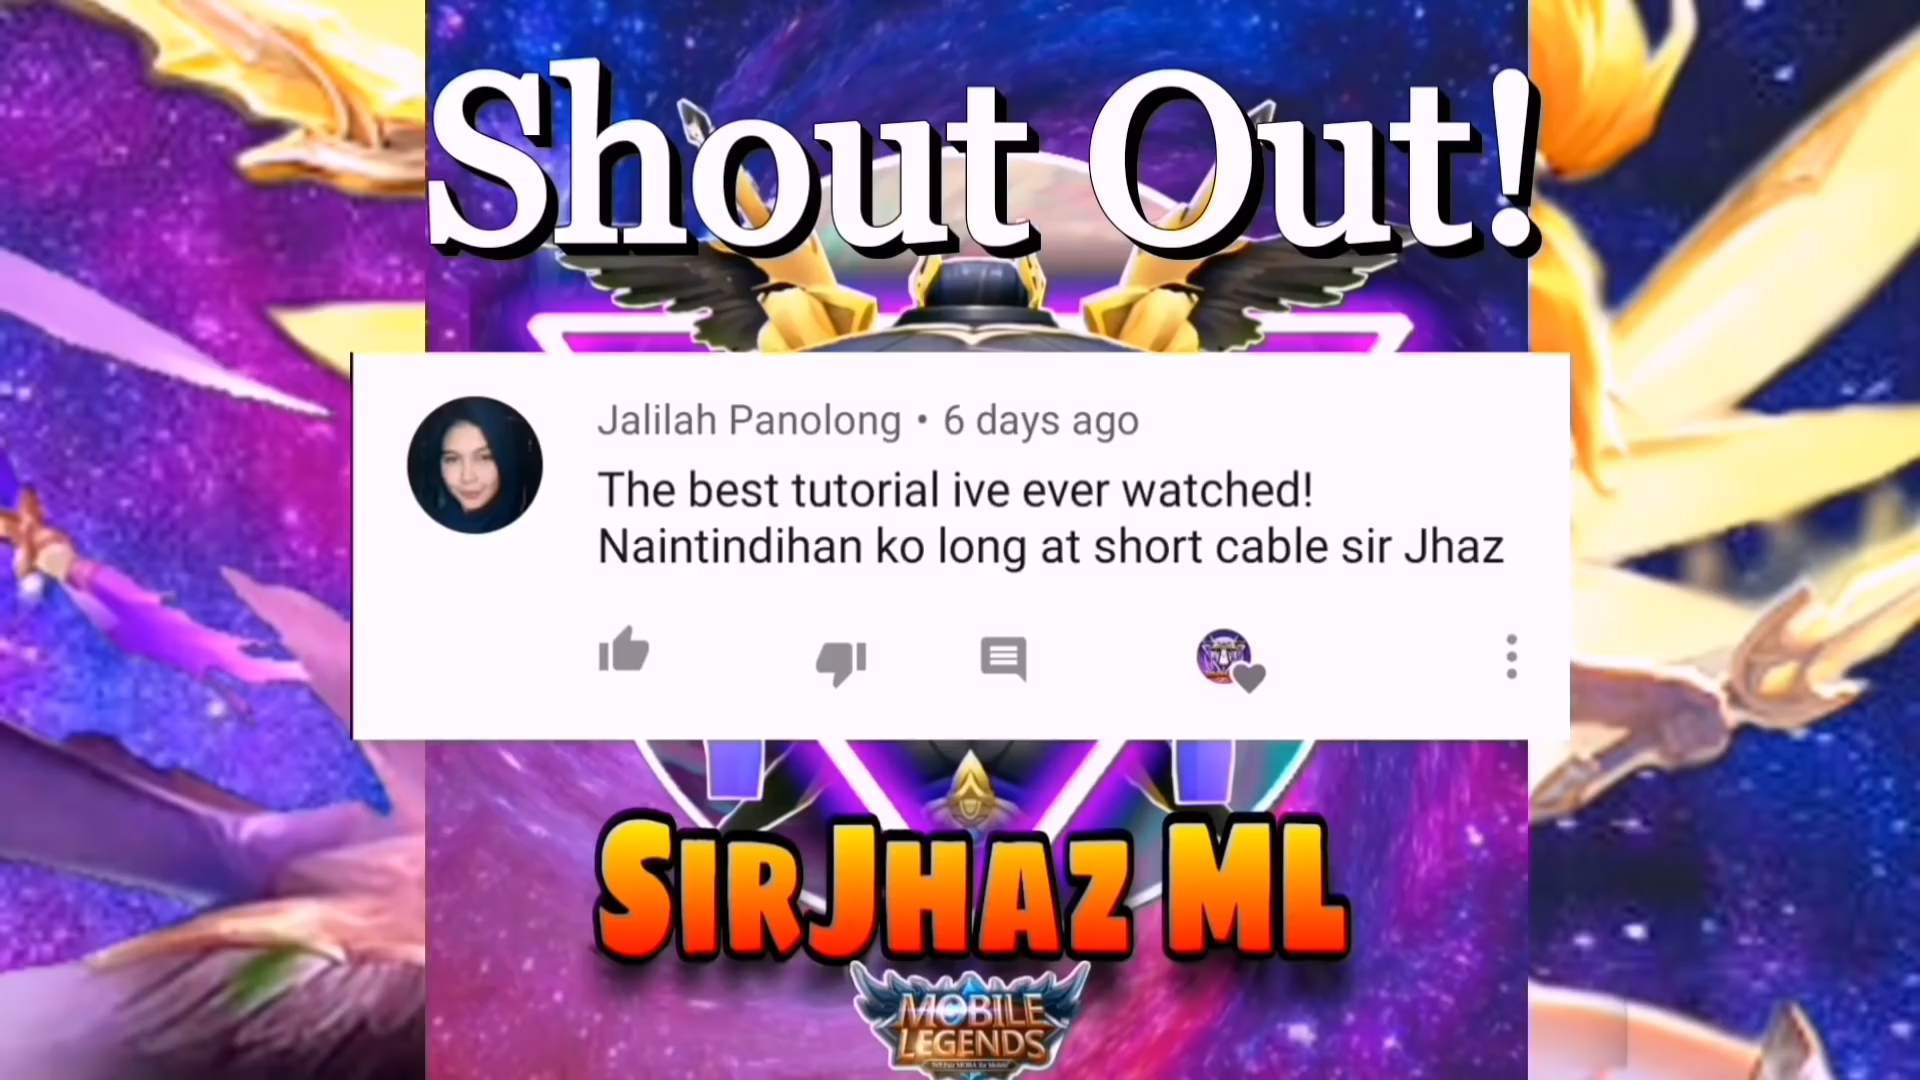 Shout Out!
Jalilah Panolong • 6 days ago
The best tutorial ive ever watched!
Naintindihan ko long at short cable sir Jhaz
SIRJHAZ ML
MOBILE
LEGENDS